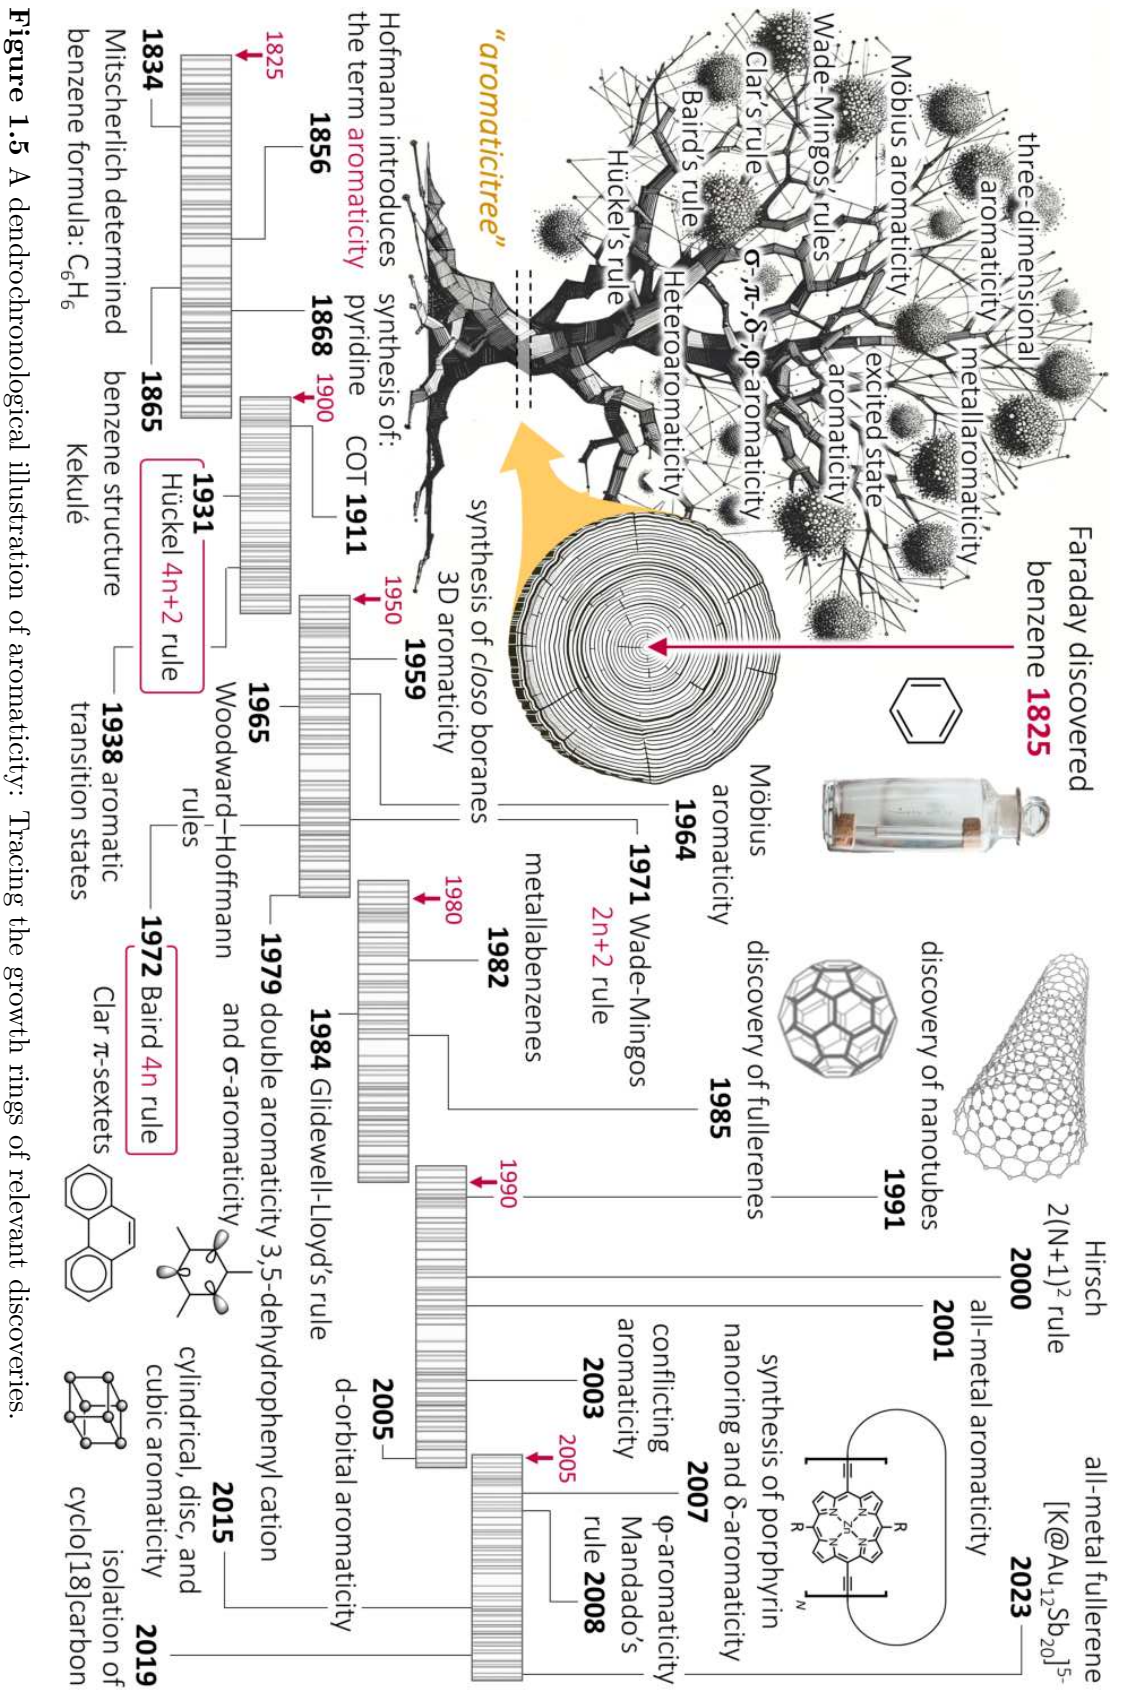 Faraday discovered
benzene 1825
three-dimensional
aromaticity
metallaromaticity
Möbius aromaticity
excited state
aromaticity
Wade-Mingos' rules
Clar's rule
σ-,π-,δ-,φ-aromaticity
Baird's rule
Heteroaromaticity
Hückel's rule
"aromaticitree"
Hofmann introduces
the term aromaticity
1856
synthesis of:
pyridine
1868
COT 1911
synthesis of closo boranes
3D aromaticity
1959
Möbius
aromaticity
1964
1971 Wade-Mingos
2n+2 rule
metallabenzenes
1982
discovery of nanotubes
1991
discovery of fullerenes
1985
Hirsch
2(N+1)² rule
2000
all-metal aromaticity
2001
conflicting
aromaticity
2003
all-metal fullerene
[K@Au₁₂Sb₂₀]⁵⁻
2023
R
N
N
Zn
N
N
R
N
synthesis of porphyrin
nanoring and δ-aromaticity
2007
φ-aromaticity
Mandado's
rule 2008
1825
1900
1950
1980
1990
2005
1834
Mitscherlich determined
benzene formula: C₆H₆
1865
benzene structure
Kekulé
1931
Hückel 4n+2 rule
1938 aromatic
transition states
1965
Woodward–Hoffmann
rules
1972 Baird 4n rule
Clar π-sextets
1979 double aromaticity 3,5-dehydrophenyl cation
and σ-aromaticity
1984 Glidewell-Lloyd's rule
2005
d-orbital aromaticity
2015
cylindrical, disc, and
cubic aromaticity
2019
isolation of
cyclo[18]carbon
Figure 1.5 A dendrochronological illustration of aromaticity: Tracing the growth rings of relevant discoveries.